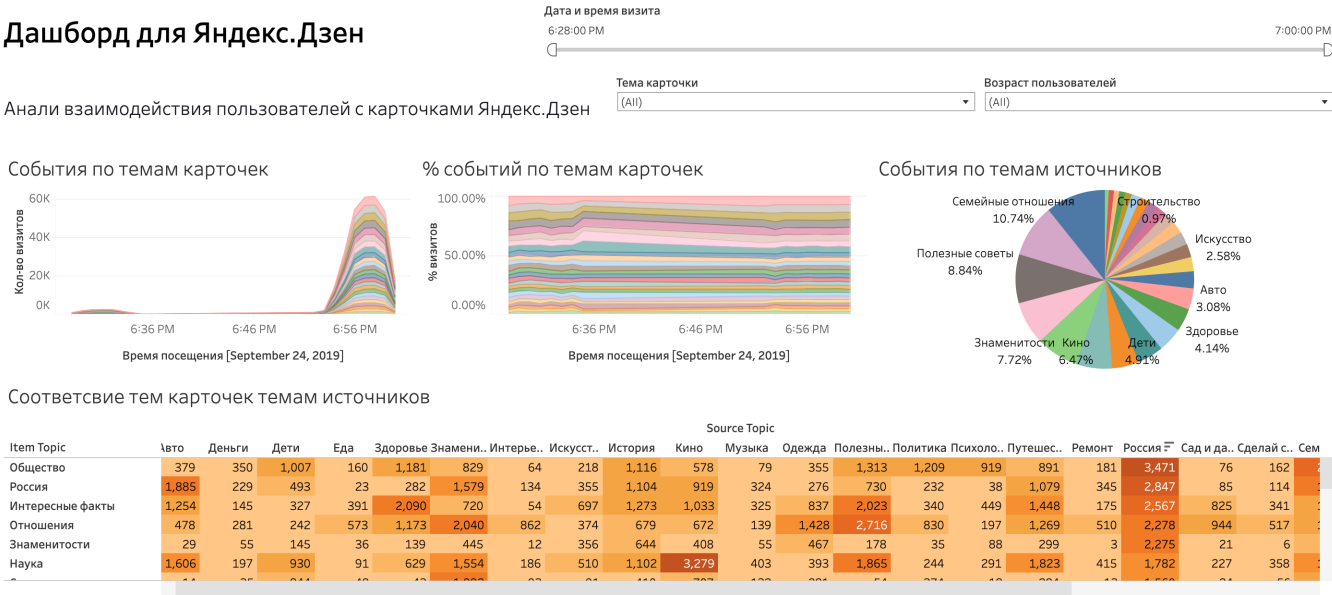 Дашборд для Яндекс.Дзен
Дата и время визита
6:28:00 PM 7:00:00 PM
Тема карточки Возраст пользователей
(All) (All)
Анали взаимодействия пользователей с карточками Яндекс.Дзен
События по темам карточек
60K
40K
20K
0K
Кол-во визитов
6:36 PM 6:46 PM 6:56 PM
Время посещения [September 24, 2019]
% событий по темам карточек
100.00%
50.00%
0.00%
% визитов
6:36 PM 6:46 PM 6:56 PM
Время посещения [September 24, 2019]
События по темам источников
Семейные отношения
10.74%
Строительство
0.97%
Искусство
2.58%
Полезные советы
8.84%
Авто
3.08%
Здоровье
4.14%
Знаменитости
7.72%
Кино
6.47%
Дети
4.91%
Соответсвие тем карточек темам источников
Source Topic
Item Topic Авто Деньги Дети Еда Здоровье Знамени.. Интерье.. Искусст.. История Кино Музыка Одежда Полезны.. Политика Психоло.. Путешес.. Ремонт Россия Сад и да.. Сделай с.. Сем
Общество 379 350 1,007 160 1,181 829 64 218 1,116 578 79 355 1,313 1,209 919 891 181 3,471 76 162
Россия 1,885 229 493 23 282 1,579 134 355 1,104 919 324 276 730 232 38 1,079 345 2,847 85 114
Интересные факты 1,254 145 327 391 2,090 720 54 697 1,273 1,033 325 837 2,023 340 449 1,448 175 2,567 825 341
Отношения 478 281 242 573 1,173 2,040 862 374 679 672 139 1,428 2,716 830 197 1,269 510 2,278 944 517
Знаменитости 29 55 145 36 139 445 12 356 644 408 55 467 178 35 88 299 3 2,275 21 6
Наука 1,606 197 930 91 629 1,554 186 510 1,102 3,279 403 393 1,865 244 291 1,823 415 1,782 227 358